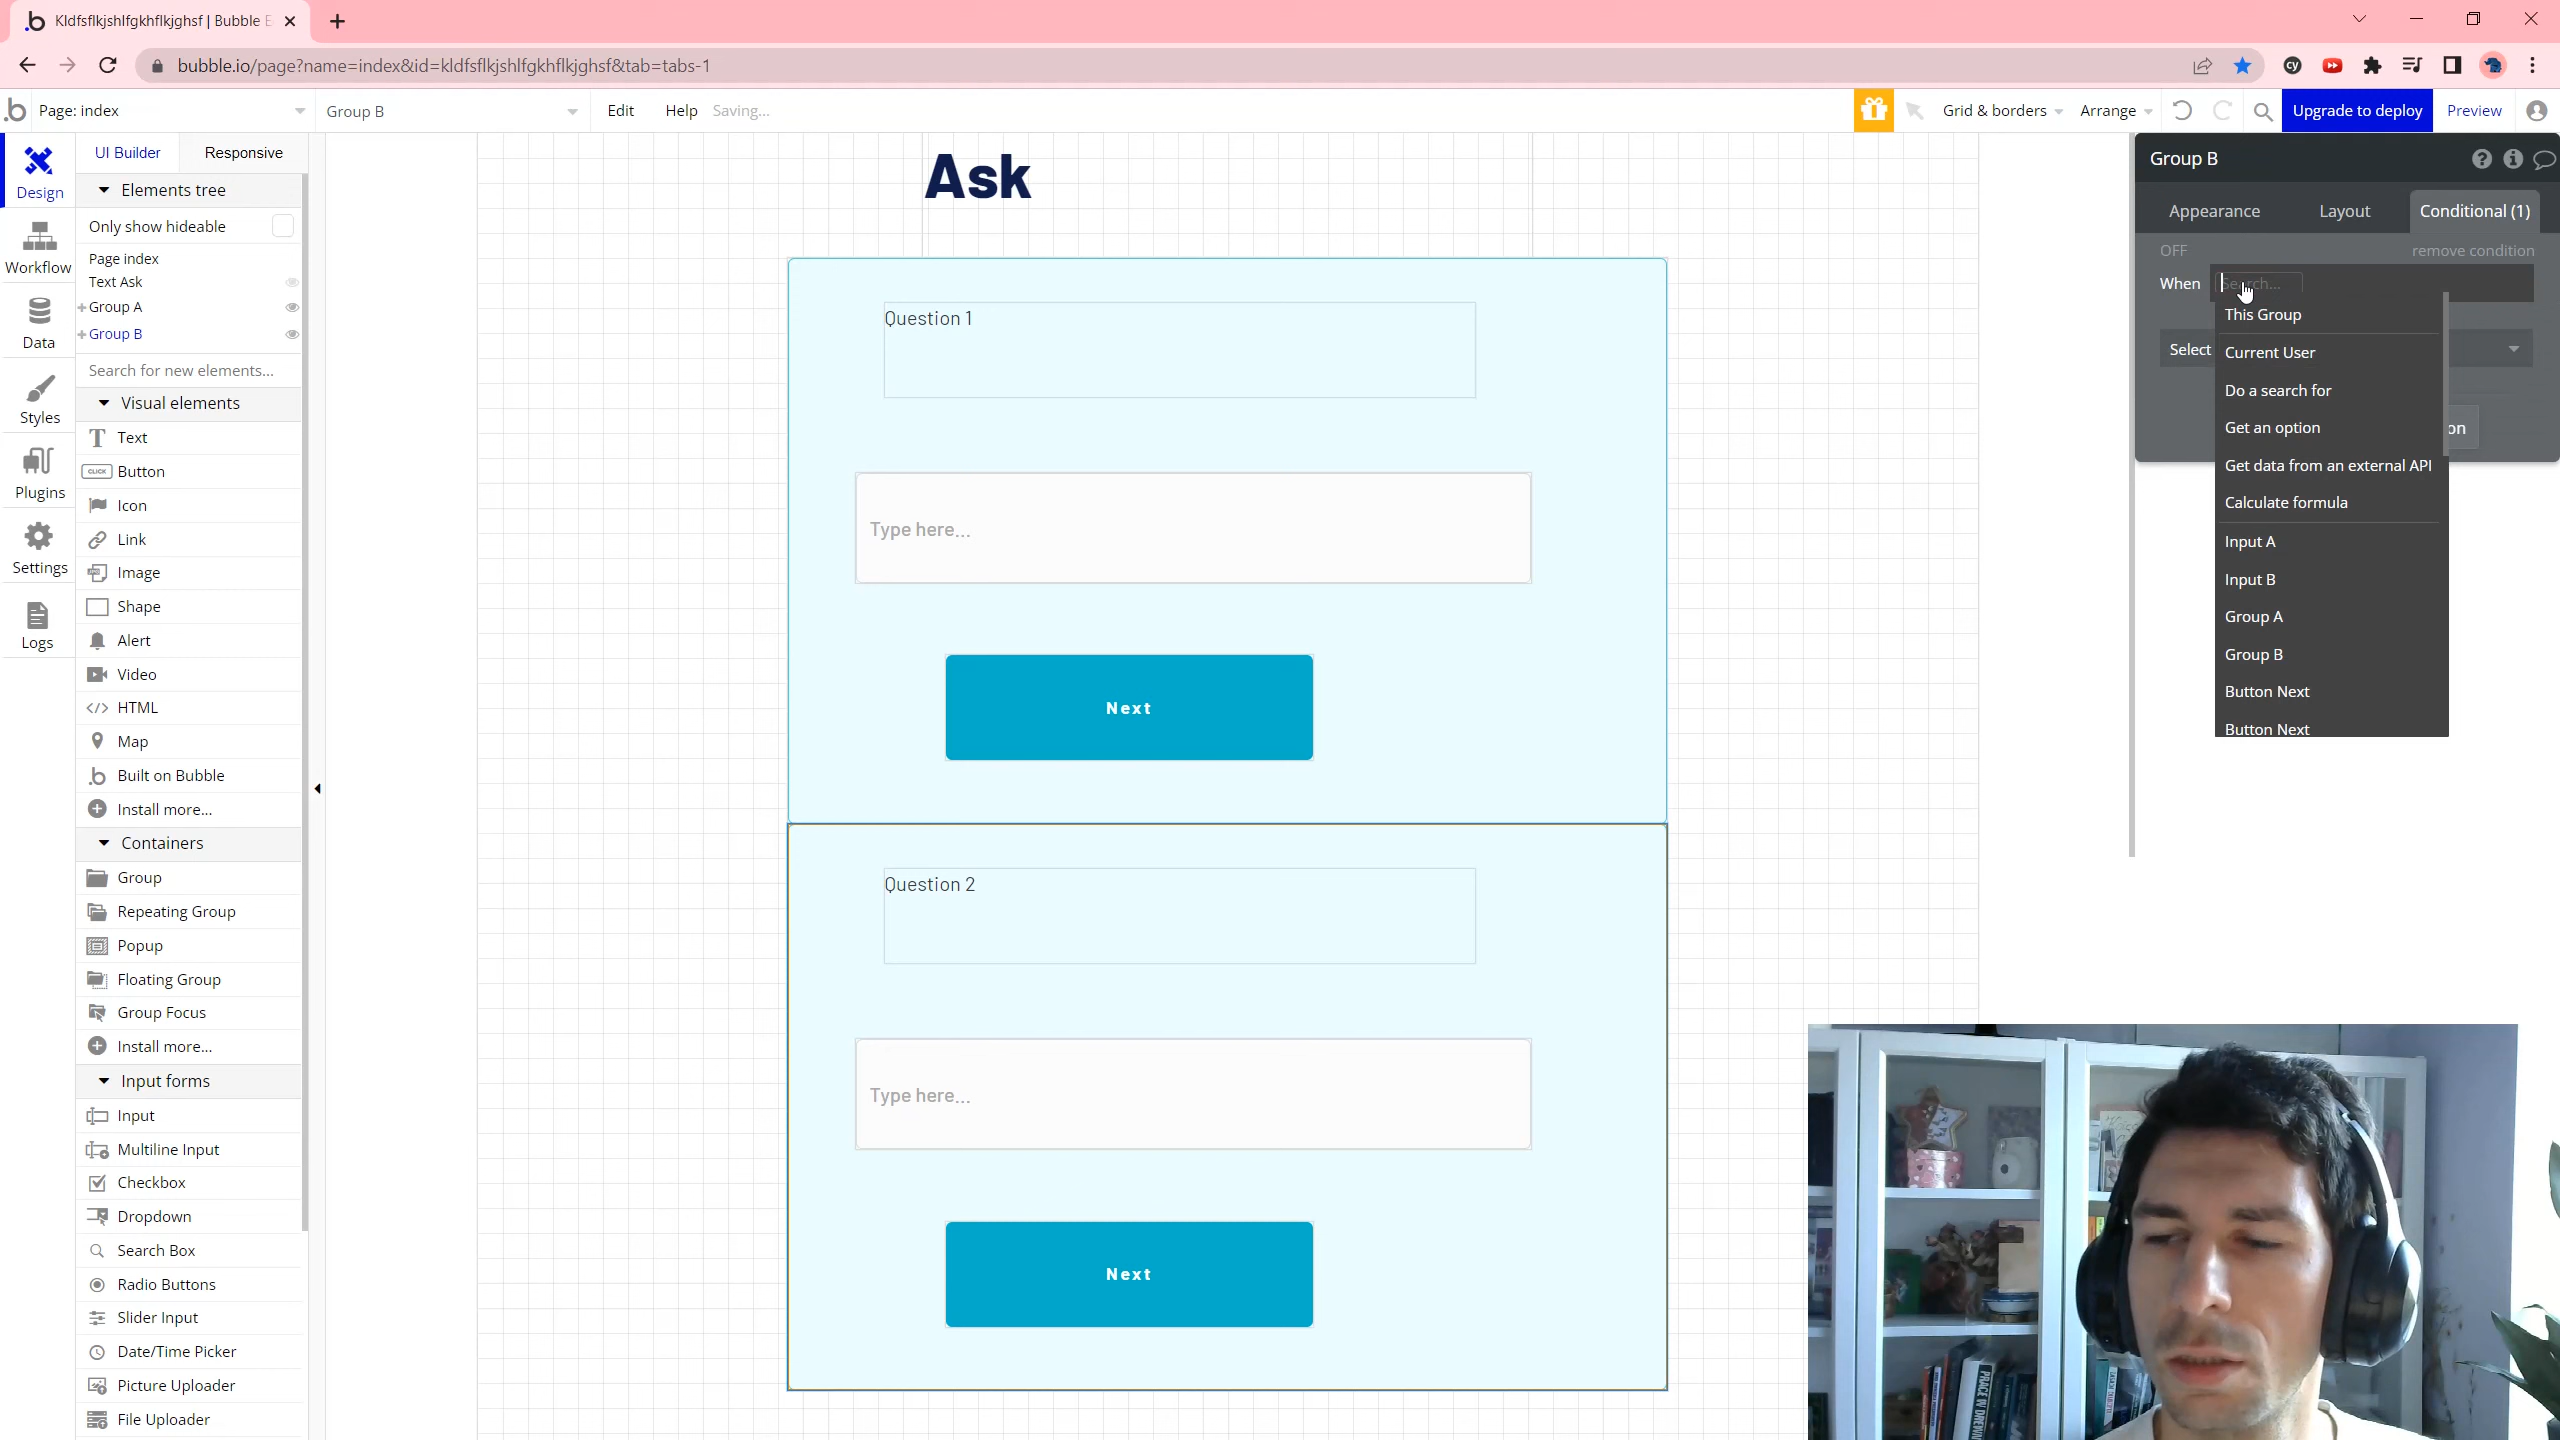 Kldfsflkjshlfgkhflkjghsf | Bubble E
bubble.io/page?name=index&id=kldfsflkjshlfgkhflkjghsf&tab=tabs-1
Page: index
Group B
Edit
Help
Saving...
Grid & borders
Arrange
Upgrade to deploy
Preview
Design
Workflow
Data
Styles
Plugins
Settings
Logs
UI Builder
Responsive
Elements tree
Only show hideable
Page index
Text Ask
Group A
Group B
Search for new elements...
Visual elements
Text
CLICK Button
Icon
Link
Image
Shape
Alert
Video
HTML
Map
Built on Bubble
Install more...
Containers
Group
Repeating Group
Popup
Floating Group
Group Focus
Install more...
Input forms
Input
Multiline Input
Checkbox
Dropdown
Search Box
Radio Buttons
Slider Input
Date/Time Picker
Picture Uploader
File Uploader
Ask
Question 1
Type here...
Next
Question 2
Type here...
Next
Group B
Appearance
Layout
Conditional (1)
OFF
remove condition
When
Search...
Select
on
This Group
Current User
Do a search for
Get an option
Get data from an external API
Calculate formula
Input A
Input B
Group A
Group B
Button Next
Button Next
PRACE W DREWNIE